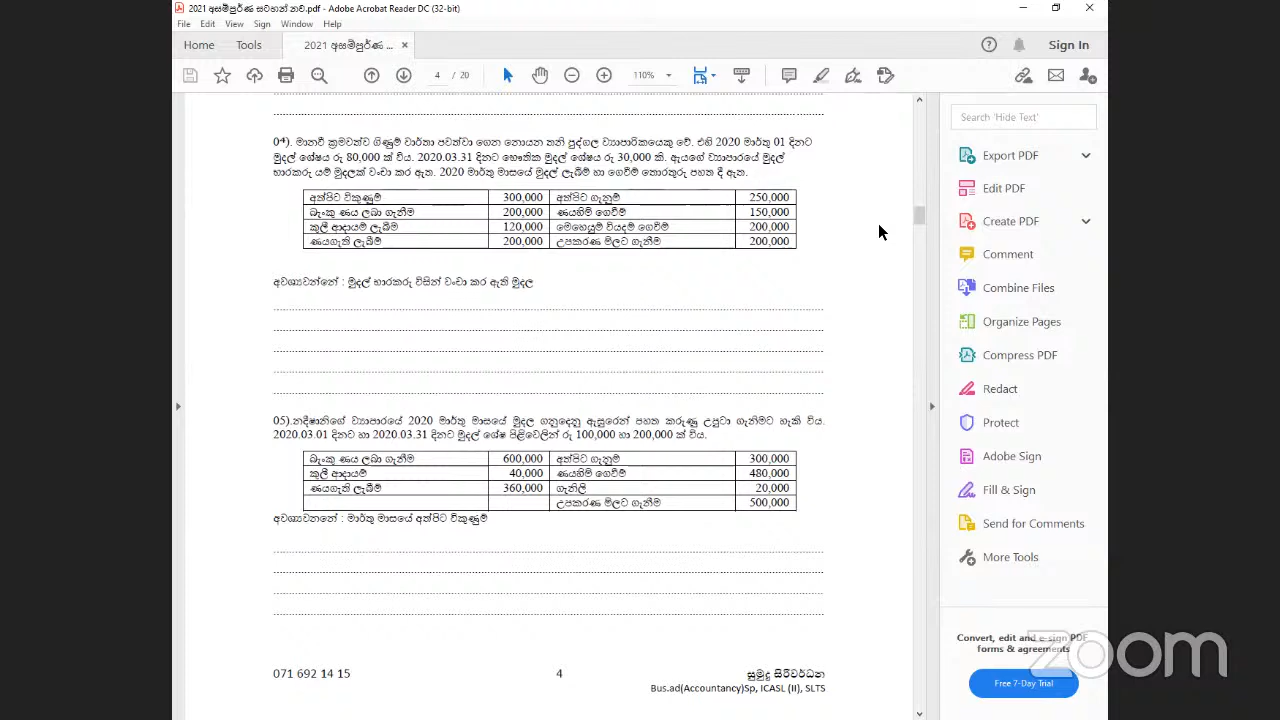 2021 අසම්පූර්ණ සටහන් නව.pdf - Adobe Acrobat Reader DC (32-bit)
File Edit View Sign Window Help
Home Tools 2021 අසම්පූර්ණ ... × Sign In
4 / 20 110%
Search 'Hide Text'
Export PDF
Edit PDF
Create PDF
Comment
Combine Files
Organize Pages
Compress PDF
Redact
Protect
Adobe Sign
Fill & Sign
Send for Comments
More Tools
Convert, edit and e-sign PDF
forms & agreements
Free 7-Day Trial
04). මානව් ක්‍රමවත්ව ගිණුම් වාර්තා පවත්වා ගෙන නොයන තනි පුද්ගල ව්‍යාපාරිකයෙකු වේ. එහි 2020 මාර්තු 01 දිනට
මුදල් ශේෂය රු 80,000 ක් විය. 2020.03.31 දිනට භෞතික මුදල් ශේෂය රු 30,000 කි. ඇයගේ ව්‍යාපාරයේ මුදල්
භාරකරු යම් මුදලක් වංචා කර ඇත. 2020 මාර්තු මාසයේ මුදල් ලැබීම් හා ගෙවීම් තොරතුරු පහත දී ඇත.
අත්පිට විකුණුම් 300,000 අත්පිට ගැනුම් 250,000
බැංකු ණය ලබා ගැනීම 200,000 ණයහිමි ගෙවීම් 150,000
කුලී ආදායම් ලැබීම් 120,000 මෙහෙයුම් වියදම් ගෙවීම් 200,000
ණයගැති ලැබීම් 200,000 උපකරණ මිලට ගැනීම 200,000
අවශ්‍යවන්නේ : මුදල් භාරකරු විසින් වංචා කර ඇති මුදල
05). නදීෂානිගේ ව්‍යාපාරයේ 2020 මාර්තු මාසයේ මුදල ගනුදෙනු ඇසුරෙන් පහත කරුණු උපුටා ගැනීමට හැකි විය.
2020.03.01 දිනට හා 2020.03.31 දිනට මුදල් ශේෂ පිළිවෙලින් රු 100,000 හා 200,000 ක් විය.
බැංකු ණය ලබා ගැනීම 600,000 අත්පිට ගැනුම් 300,000
කුලී ආදායම් 40,000 ණයහිමි ගෙවීම් 480,000
ණයගැති ලැබීම් 360,000 ගැනිලි 20,000
උපකරණ මිලට ගැනීම 500,000
අවශ්‍යවනනේ : මාර්තු මාසයේ අත්පිට විකුණුම්
071 692 14 15 4 සුමුදු සිරිවර්ධන
Bus.ad(Accountancy)Sp, ICASL (II), SLTS
zoom